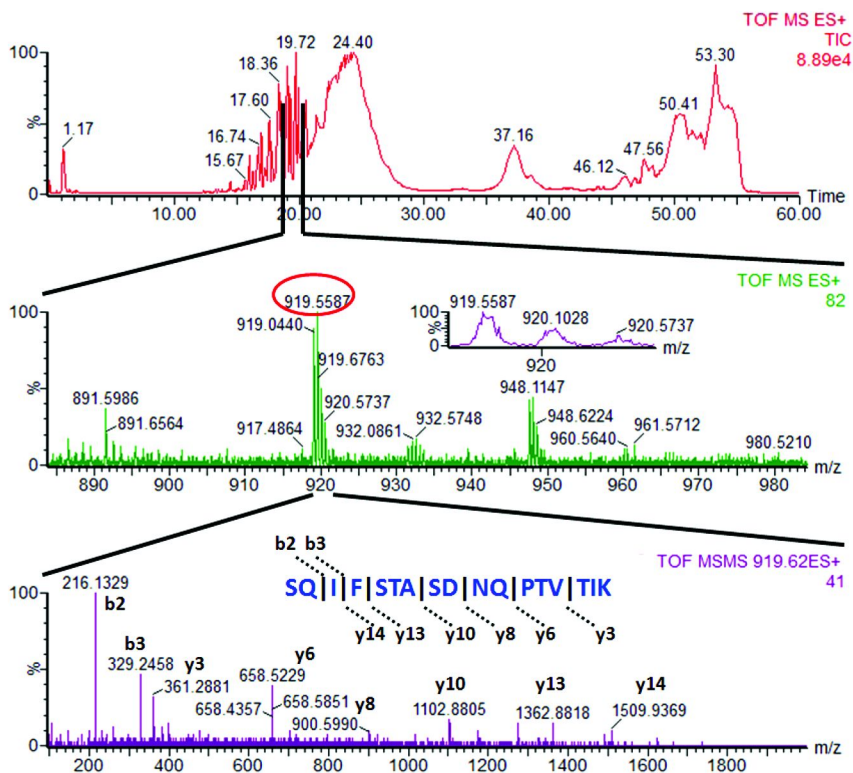 TOF MS ES+
TIC
8.89e4
100
%
0
1.17
15.67
16.74
17.60
18.36
19.72
24.40
37.16
46.12
47.56
50.41
53.30
Time
10.00 20.00 30.00 40.00 50.00 60.00
TOF MS ES+
82
100
%
0
891.5986
891.6564
917.4864
919.0440
919.5587
919.6763
920.5737
932.0861
932.5748
948.1147
948.6224
960.5640
961.5712
980.5210
m/z
890 900 910 920 930 940 950 960 970 980
100
%
0
919.5587
920.1028
920.5737
920
m/z
TOF MSMS 919.62ES+
41
b2 b3
SQ I F STA SD NQ PTV TIK
y14 y13 y10 y8 y6 y3
100
%
0
216.1329
b2
b3
329.2458
y3
361.2881
y6
658.5229
658.5851
658.4357
y8
900.5990
y10
1102.8805
y13
1362.8818
y14
1509.9369
m/z
200 400 600 800 1000 1200 1400 1600 1800